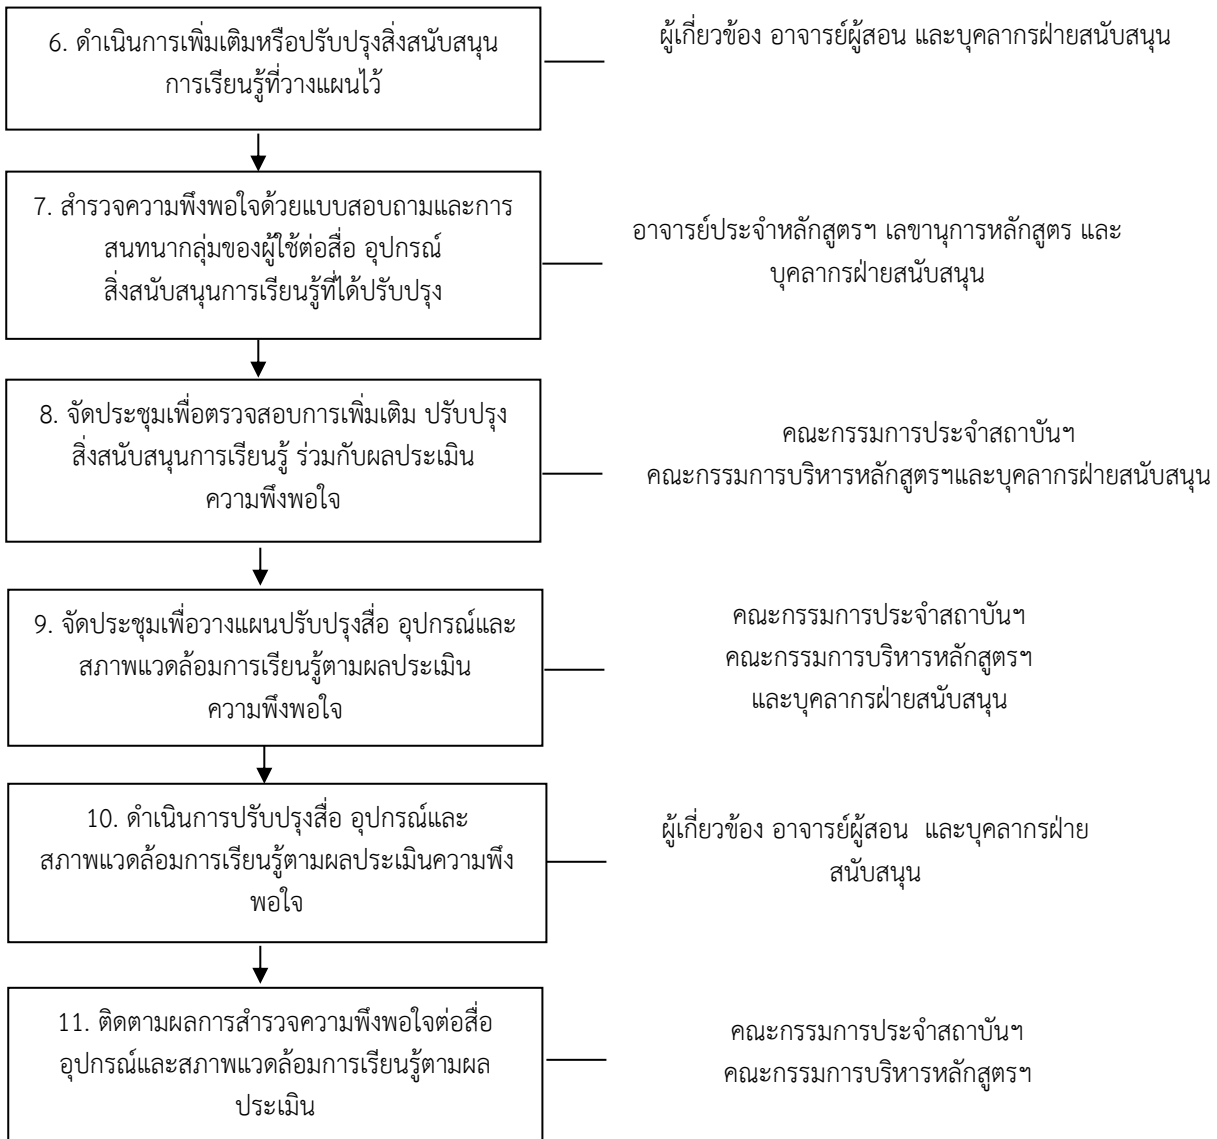 6. ดำเนินการเพิ่มเติมหรือปรับปรุงสิ่งสนับสนุน
การเรียนรู้ที่วางแผนไว้
ผู้เกี่ยวข้อง อาจารย์ผู้สอน และบุคลากรฝ่ายสนับสนุน
7. สำรวจความพึงพอใจด้วยแบบสอบถามและการ
สนทนากลุ่มของผู้ใช้ต่อสื่อ อุปกรณ์
สิ่งสนับสนุนการเรียนรู้ที่ได้ปรับปรุง
อาจารย์ประจำหลักสูตรฯ เลขานุการหลักสูตร และ
บุคลากรฝ่ายสนับสนุน
8. จัดประชุมเพื่อตรวจสอบการเพิ่มเติม ปรับปรุง
สิ่งสนับสนุนการเรียนรู้ ร่วมกับผลประเมิน
ความพึงพอใจ
คณะกรรมการประจำสถาบันฯ
คณะกรรมการบริหารหลักสูตรฯและบุคลากรฝ่ายสนับสนุน
9. จัดประชุมเพื่อวางแผนปรับปรุงสื่อ อุปกรณ์และ
สภาพแวดล้อมการเรียนรู้ตามผลประเมิน
ความพึงพอใจ
คณะกรรมการประจำสถาบันฯ
คณะกรรมการบริหารหลักสูตรฯ
และบุคลากรฝ่ายสนับสนุน
10. ดำเนินการปรับปรุงสื่อ อุปกรณ์และ
สภาพแวดล้อมการเรียนรู้ตามผลประเมินความพึง
พอใจ
ผู้เกี่ยวข้อง อาจารย์ผู้สอน และบุคลากรฝ่าย
สนับสนุน
11. ติดตามผลการสำรวจความพึงพอใจต่อสื่อ
อุปกรณ์และสภาพแวดล้อมการเรียนรู้ตามผล
ประเมิน
คณะกรรมการประจำสถาบันฯ
คณะกรรมการบริหารหลักสูตรฯ